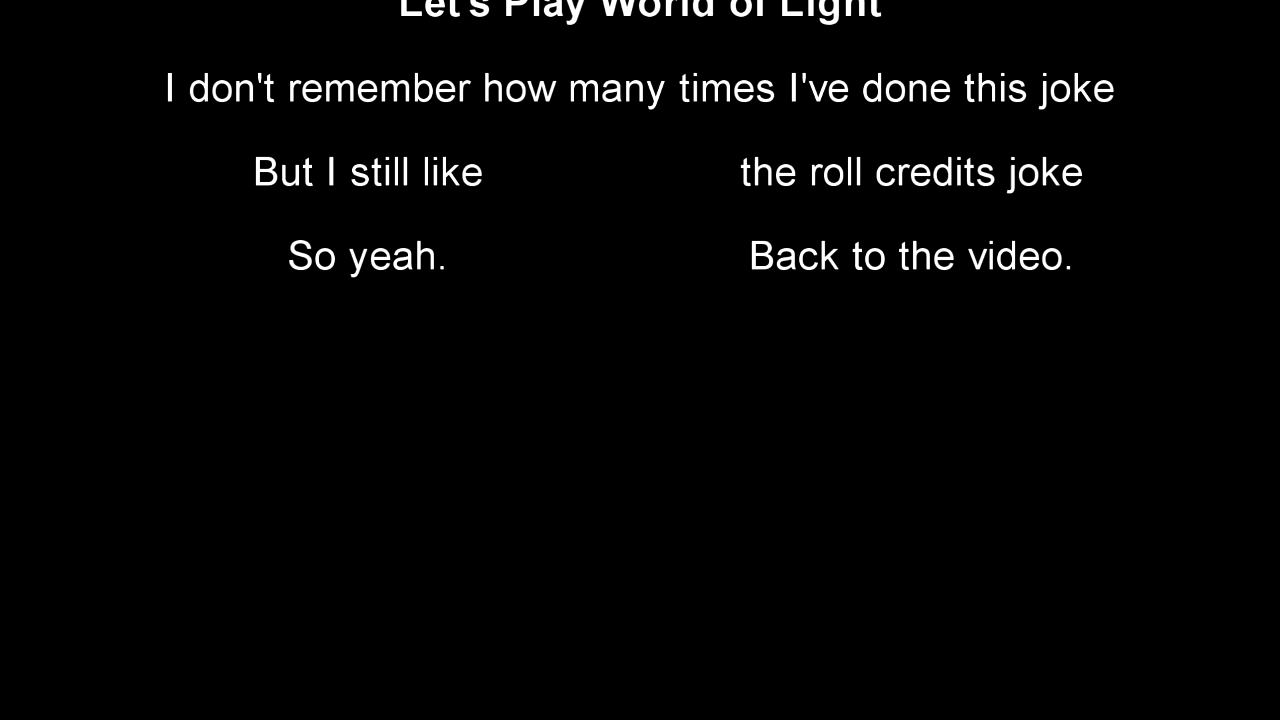 Let's Play World of Light
I don't remember how many times I've done this joke
But I still like the roll credits joke
So yeah. Back to the video.